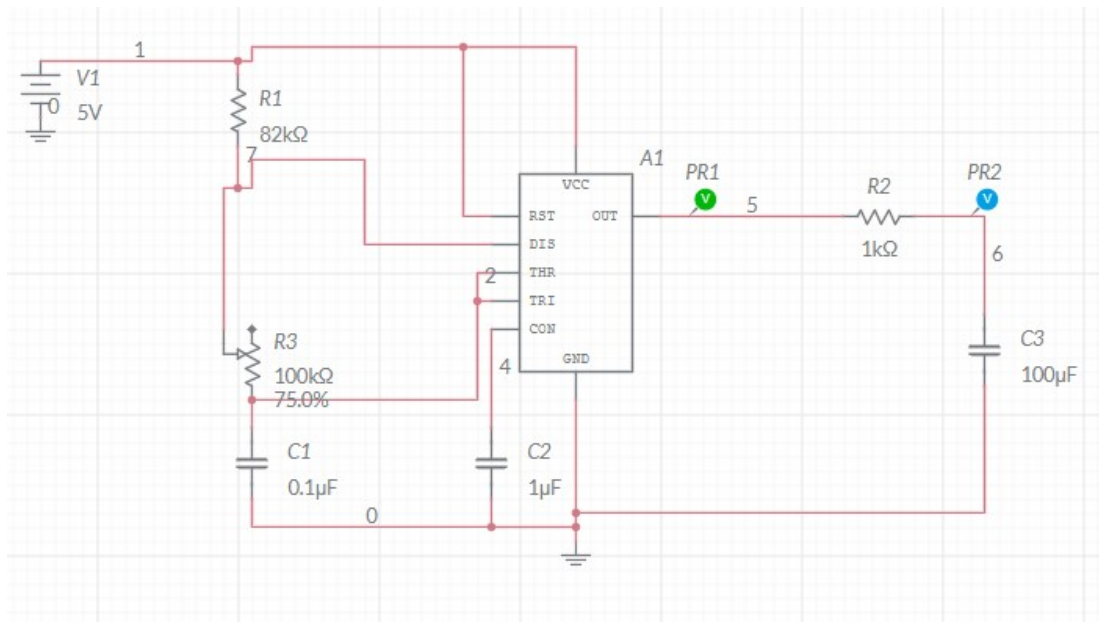 1
V1
0
5V
R1
82kΩ
7
A1
VCC
RST
OUT
DIS
THR
2
TRI
CON
GND
4
PR1
5
R2
1kΩ
PR2
6
R3
100kΩ
75.0%
C1
0.1µF
C2
1µF
C3
100µF
0
V
V